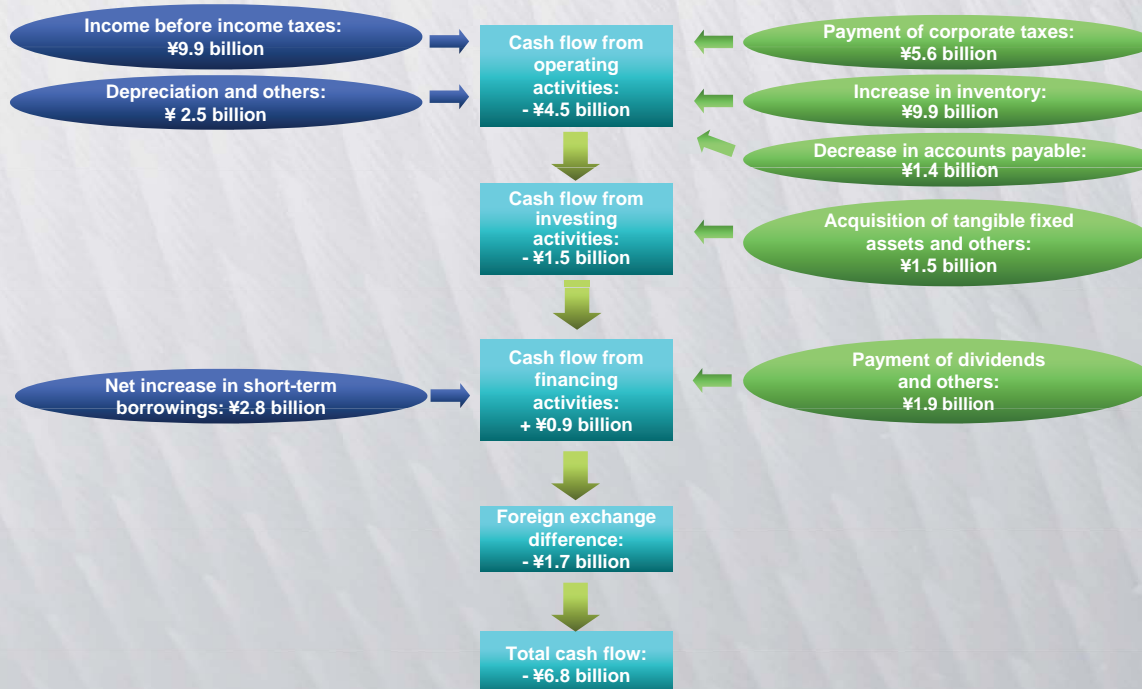 Income before income taxes:
¥9.9 billion
Depreciation and others:
¥ 2.5 billion
Cash flow from
operating
activities:
- ¥4.5 billion
Payment of corporate taxes:
¥5.6 billion
Increase in inventory:
¥9.9 billion
Decrease in accounts payable:
¥1.4 billion
Cash flow from
investing
activities:
- ¥1.5 billion
Acquisition of tangible fixed
assets and others:
¥1.5 billion
Net increase in short-term
borrowings: ¥2.8 billion
Cash flow from
financing
activities:
+ ¥0.9 billion
Payment of dividends
and others:
¥1.9 billion
Foreign exchange
difference:
- ¥1.7 billion
Total cash flow:
- ¥6.8 billion